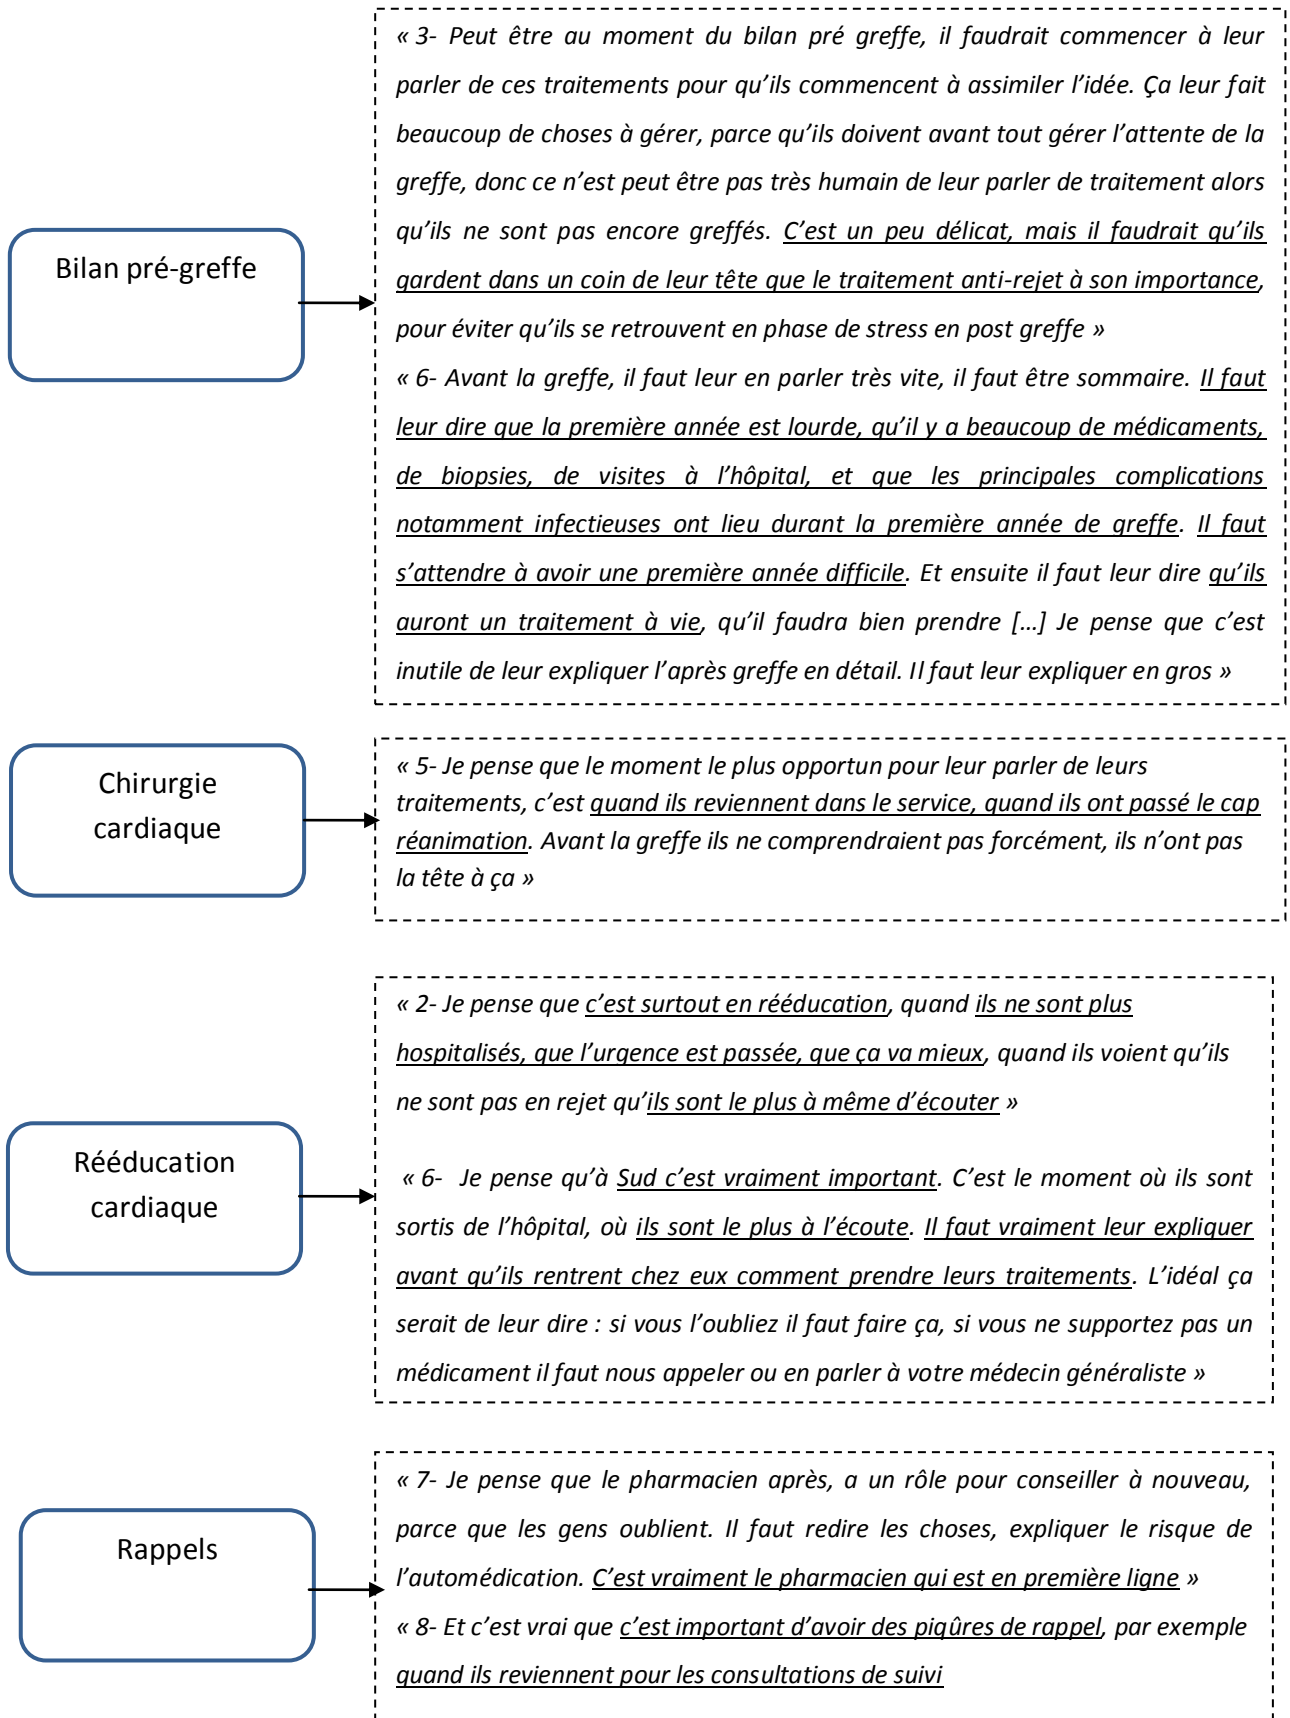 « 3- Peut être au moment du bilan pré greffe, il faudrait commencer à leur
parler de ces traitements pour qu'ils commencent à assimiler l'idée. Ça leur fait
beaucoup de choses à gérer, parce qu'ils doivent avant tout gérer l'attente de la
greffe, donc ce n'est peut être pas très humain de leur parler de traitement alors
qu'ils ne sont pas encore greffés. C'est un peu délicat, mais il faudrait qu'ils
gardent dans un coin de leur tête que le traitement anti-rejet à son importance,
pour éviter qu'ils se retrouvent en phase de stress en post greffe »
« 6- Avant la greffe, il faut leur en parler très vite, il faut être sommaire. Il faut
leur dire que la première année est lourde, qu'il y a beaucoup de médicaments,
de biopsies, de visites à l'hôpital, et que les principales complications
notamment infectieuses ont lieu durant la première année de greffe. Il faut
s'attendre à avoir une première année difficile. Et ensuite il faut leur dire qu'ils
auront un traitement à vie, qu'il faudra bien prendre [...] Je pense que c'est
inutile de leur expliquer l'après greffe en détail. Il faut leur expliquer en gros »
Bilan pré-greffe
Chirurgie
cardiaque
« 5- Je pense que le moment le plus opportun pour leur parler de leurs
traitements, c'est quand ils reviennent dans le service, quand ils ont passé le cap
réanimation. Avant la greffe ils ne comprendraient pas forcément, ils n'ont pas
la tête à ça »
« 2- Je pense que c'est surtout en rééducation, quand ils ne sont plus
hospitalisés, que l'urgence est passée, que ça va mieux, quand ils voient qu'ils
ne sont pas en rejet qu'ils sont le plus à même d'écouter »
Rééducation
cardiaque
« 6- Je pense qu'à Sud c'est vraiment important. C'est le moment où ils sont
sortis de l'hôpital, où ils sont le plus à l'écoute. Il faut vraiment leur expliquer
avant qu'ils rentrent chez eux comment prendre leurs traitements. L'idéal ça
serait de leur dire : si vous l'oubliez il faut faire ça, si vous ne supportez pas un
médicament il faut nous appeler ou en parler à votre médecin généraliste »
Rappels
« 7- Je pense que le pharmacien après, a un rôle pour conseiller à nouveau,
parce que les gens oublient. Il faut redire les choses, expliquer le risque de
l'automédication. C'est vraiment le pharmacien qui est en première ligne »
« 8- Et c'est vrai que c'est important d'avoir des piqûres de rappel, par exemple
quand ils reviennent pour les consultations de suivi